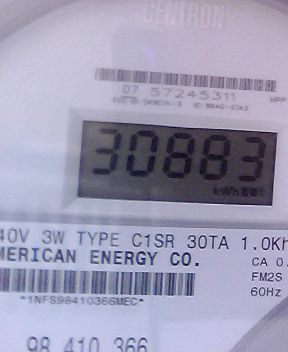 CENTRON
07 57245311
HPF
30883
kWh
40V 3W TYPE C1SR 30TA 1.0Kh
MERICAN ENERGY CO.
CA 0.
FM2S
60Hz
*1NFS98410366MEC*
98 410 366